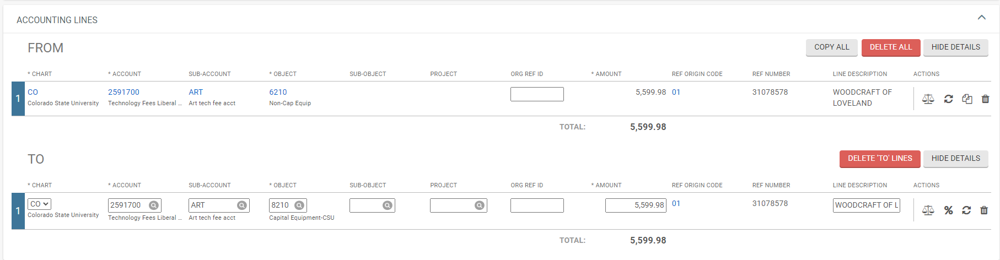 ACCOUNTING LINES
FROM
COPY ALL DELETE ALL HIDE DETAILS
* CHART * ACCOUNT SUB-ACCOUNT * OBJECT SUB-OBJECT PROJECT ORG REF ID * AMOUNT REF ORIGIN CODE REF NUMBER LINE DESCRIPTION ACTIONS
1 CO 2591700 ART 6210 5,599.98 01 31078578 WOODCRAFT OF
Colorado State University Technology Fees Liberal ... Art tech fee acct Non-Cap Equip LOVELAND
TOTAL: 5,599.98
TO
DELETE 'TO' LINES HIDE DETAILS
* CHART * ACCOUNT SUB-ACCOUNT * OBJECT SUB-OBJECT PROJECT ORG REF ID * AMOUNT REF ORIGIN CODE REF NUMBER LINE DESCRIPTION ACTIONS
1 CO 2591700 ART 8210 5,599.98 01 31078578 WOODCRAFT OF L
Colorado State University Technology Fees Liberal ... Art tech fee acct Capital Equipment-CSU
TOTAL: 5,599.98